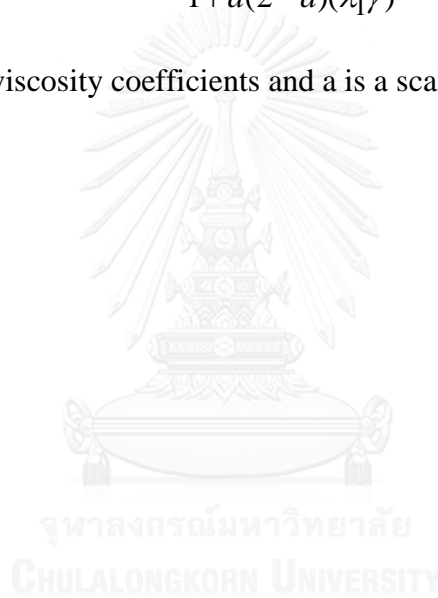 1 + a(2 - a)(λ₁γ̇)
viscosity coefficients and a is a sca
จุฬาลงกรณ์มหาวิทยาลัย
CHULALONGKORN UNIVERSITY